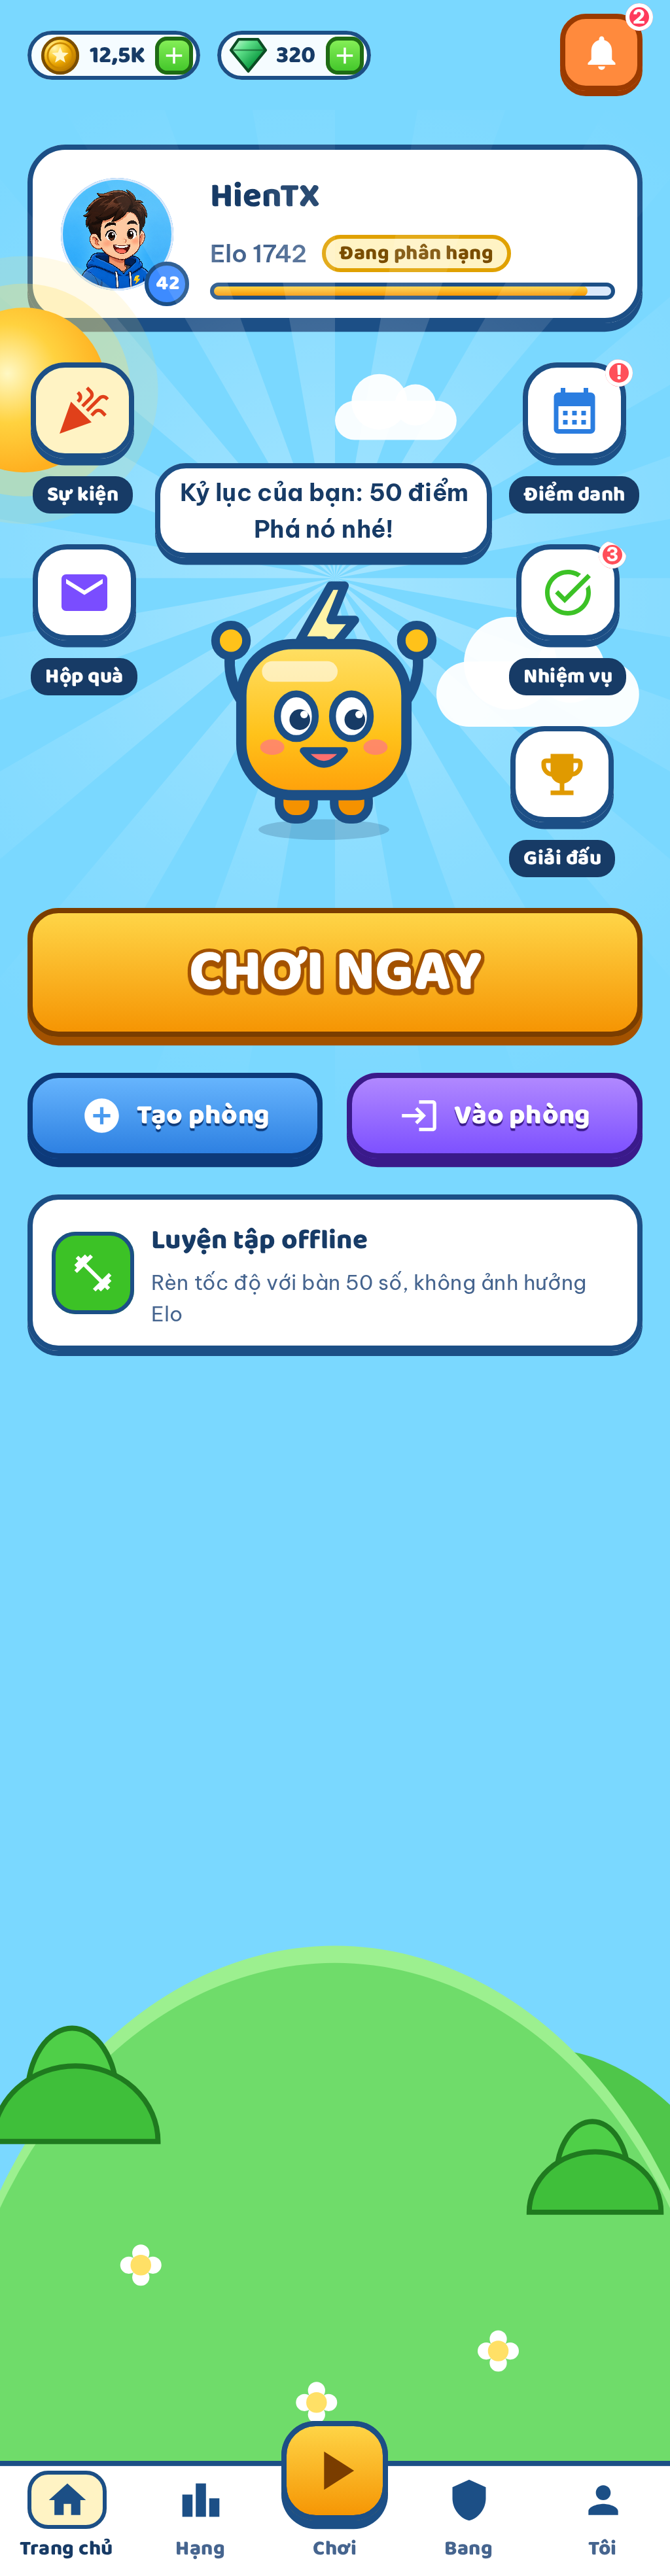 12,5K
320
2
HienTX
Elo 1742
Đang phân hạng
42
!
Sự kiện
Điểm danh
Kỷ lục của bạn: 50 điểm
Phá nó nhé!
3
Hộp quà
Nhiệm vụ
Giải đấu
CHƠI NGAY
Tạo phòng
Vào phòng
Luyện tập offline
Rèn tốc độ với bàn 50 số, không ảnh hưởng
Elo
Trang chủ
Hạng
Chơi
Bang
Tôi